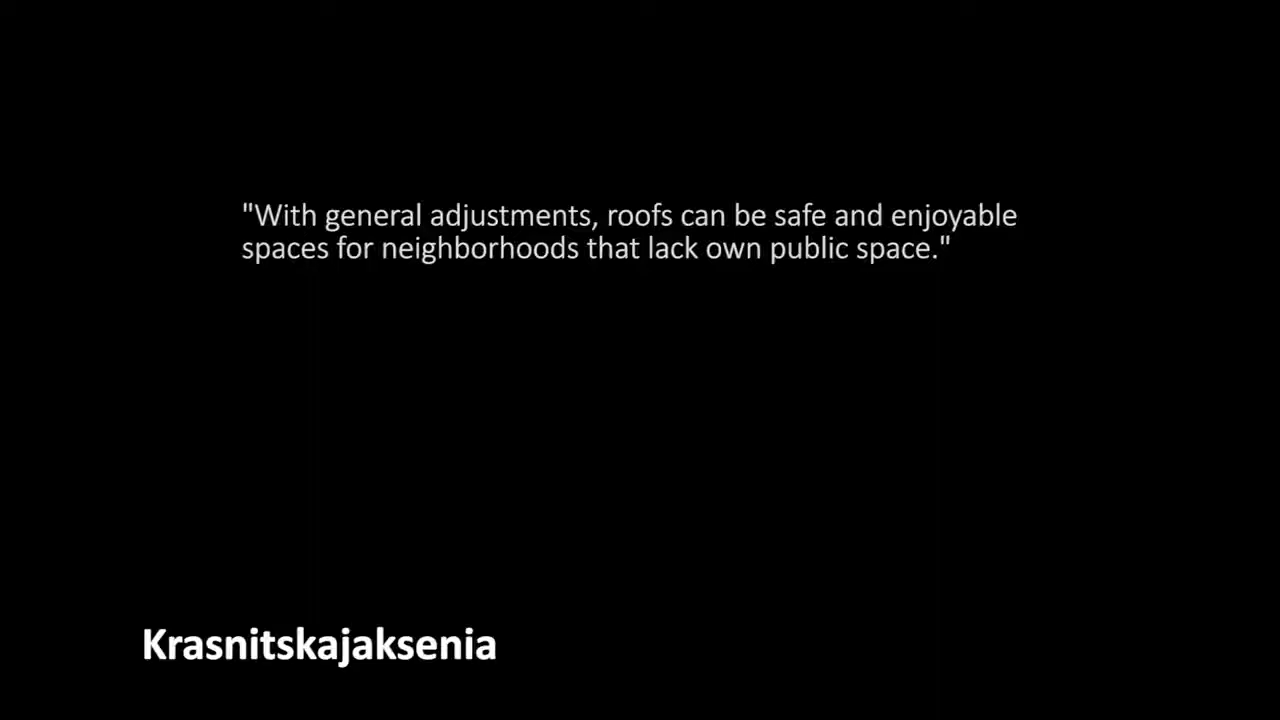 "With general adjustments, roofs can be safe and enjoyable
spaces for neighborhoods that lack own public space."
Krasnitskajaksenia